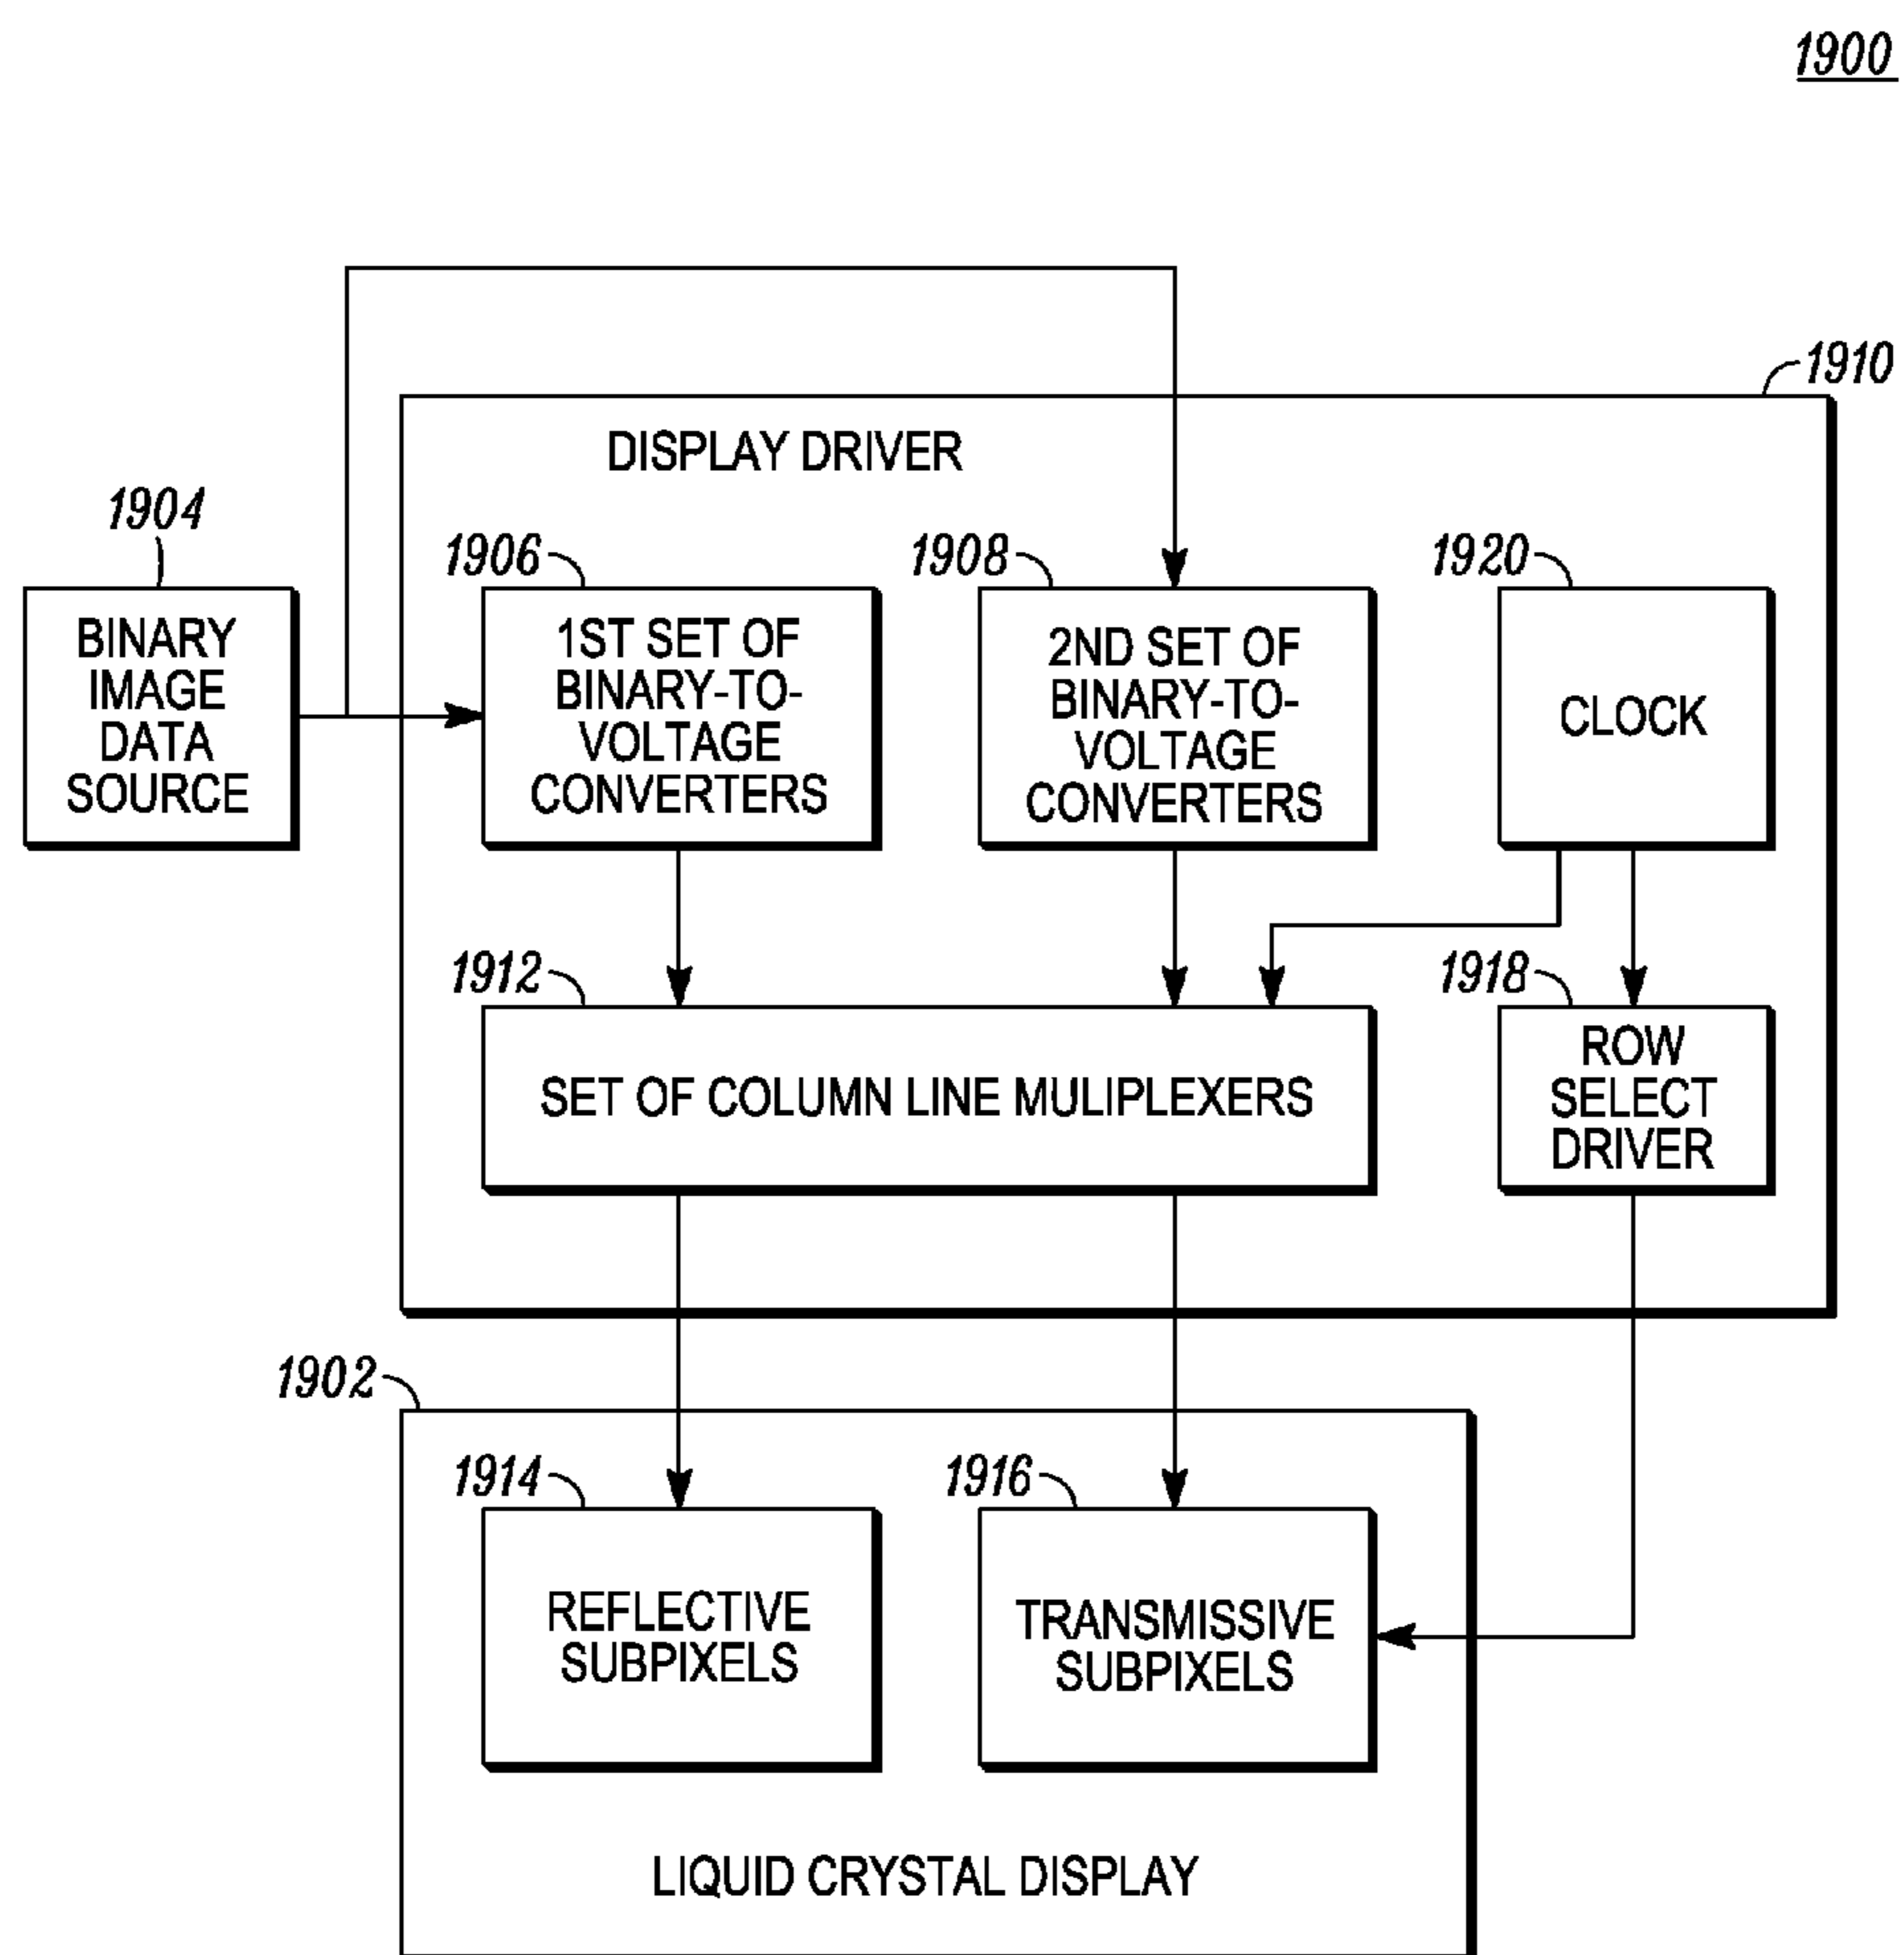 1900
1910
DISPLAY DRIVER
1904
1906
1908
1920
BINARY
IMAGE
DATA
SOURCE
1ST SET OF
BINARY-TO-
VOLTAGE
CONVERTERS
2ND SET OF
BINARY-TO-
VOLTAGE
CONVERTERS
CLOCK
1912
1918
SET OF COLUMN LINE MULIPLEXERS
ROW
SELECT
DRIVER
1902
1914
1916
REFLECTIVE
SUBPIXELS
TRANSMISSIVE
SUBPIXELS
LIQUID CRYSTAL DISPLAY